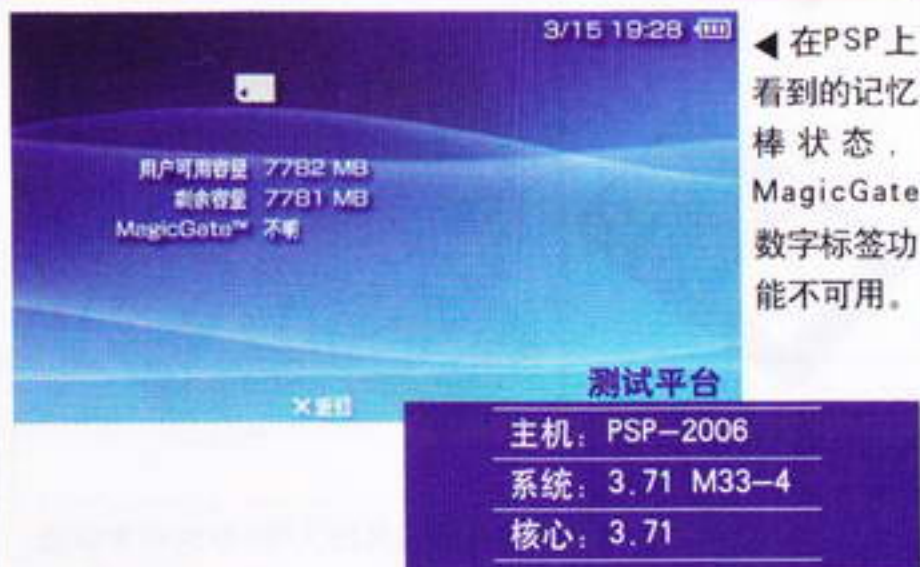 3/15 19:28
用户可用容量 7782 MB
剩余容量 7781 MB
MagicGate™ 不明
✕返回
◀在PSP上
看到的记忆
棒状态．
MagicGate
数字标签功
能不可用。
测试平台
主机：PSP-2006
系统：3.71 M33-4
核心：3.71